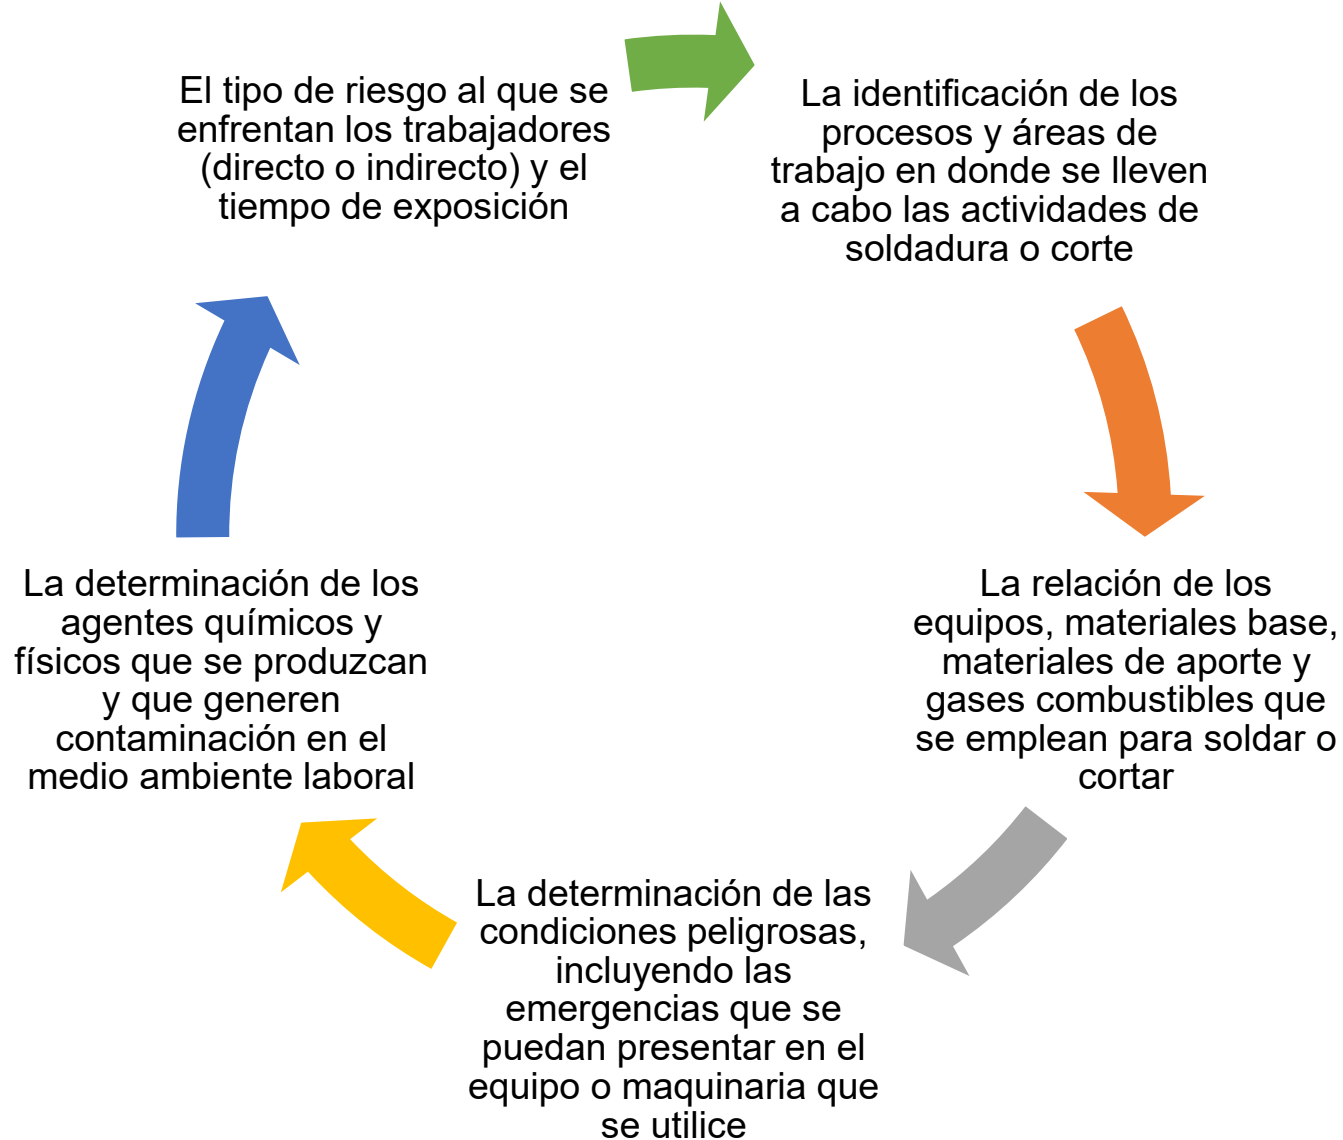 El tipo de riesgo al que se
enfrentan los trabajadores
(directo o indirecto) y el
tiempo de exposición
La identificación de los
procesos y áreas de
trabajo en donde se lleven
a cabo las actividades de
soldadura o corte
La relación de los
equipos, materiales base,
materiales de aporte y
gases combustibles que
se emplean para soldar o
cortar
La determinación de las
condiciones peligrosas,
incluyendo las
emergencias que se
puedan presentar en el
equipo o maquinaria que
se utilice
La determinación de los
agentes químicos y
físicos que se produzcan
y que generen
contaminación en el
medio ambiente laboral